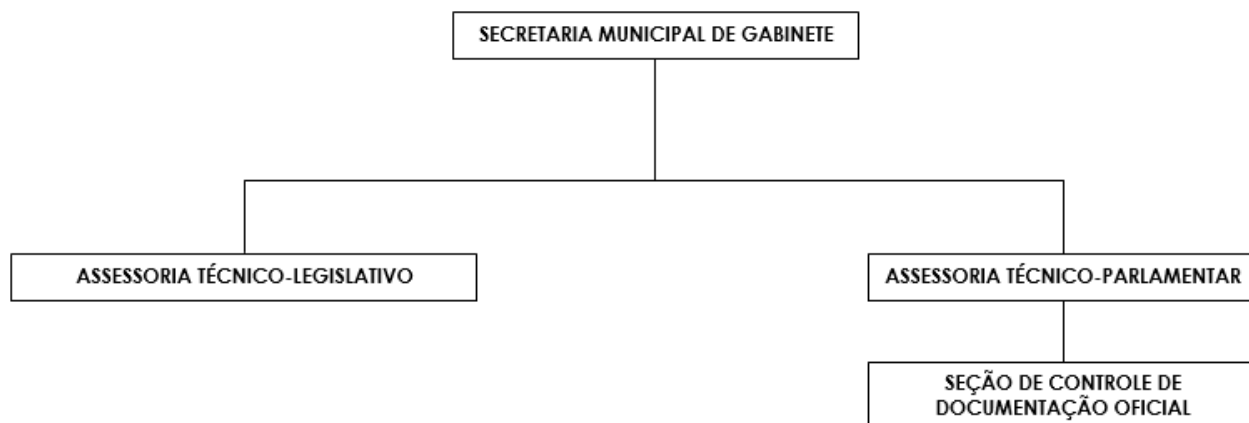 SECRETARIA MUNICIPAL DE GABINETE
ASSESSORIA TÉCNICO-LEGISLATIVO
ASSESSORIA TÉCNICO-PARLAMENTAR
SEÇÃO DE CONTROLE DE
DOCUMENTAÇÃO OFICIAL